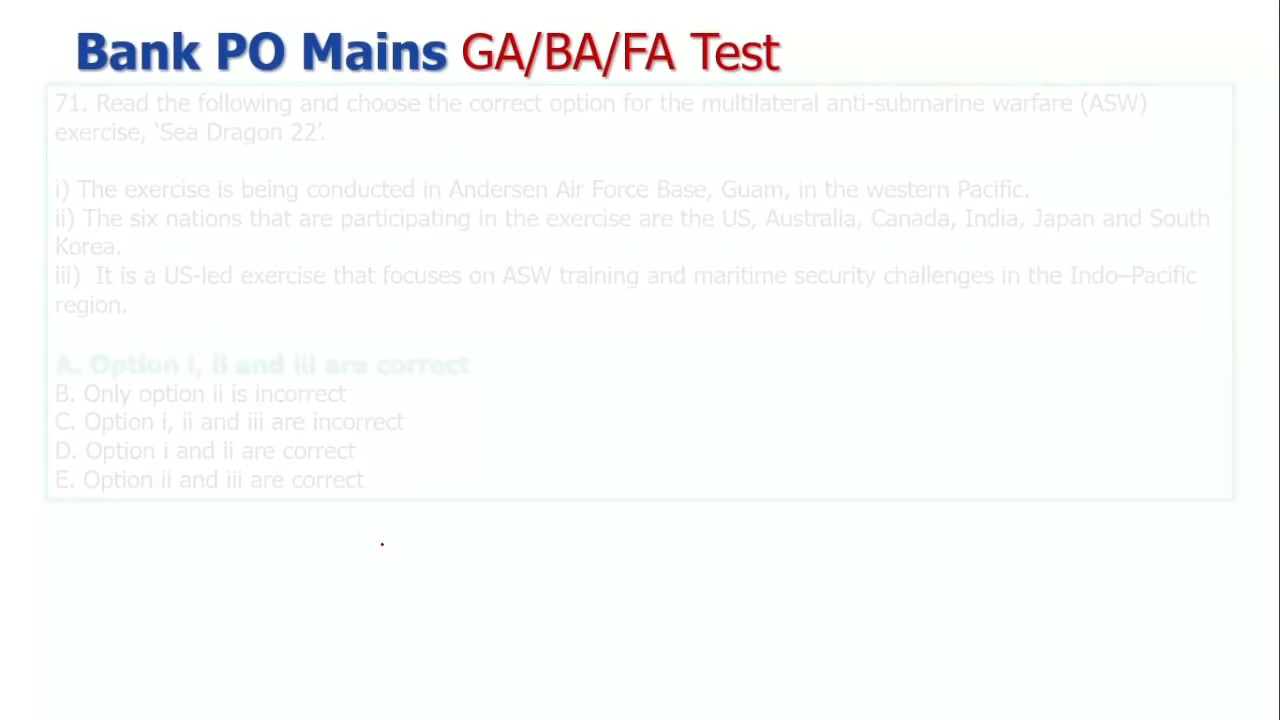 Bank PO Mains GA/BA/FA Test
71. Read the following and choose the correct option for the multilateral anti-submarine warfare (ASW)
exercise, ‘Sea Dragon 22’.
i) The exercise is being conducted in Andersen Air Force Base, Guam, in the western Pacific.
ii) The six nations that are participating in the exercise are the US, Australia, Canada, India, Japan and South
Korea.
iii) It is a US-led exercise that focuses on ASW training and maritime security challenges in the Indo–Pacific
region.
A. Option i, ii and iii are correct
B. Only option ii is incorrect
C. Option i, ii and iii are incorrect
D. Option i and ii are correct
E. Option ii and iii are correct